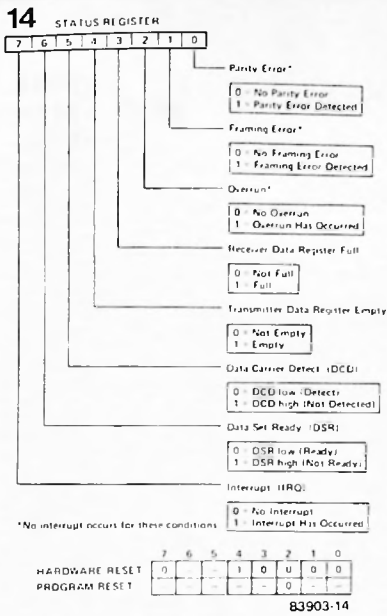 14 STATUS REGISTER
7 6 5 4 3 2 1 0
Parity Error*
0 = No Parity Error
1 = Parity Error Detected
Framing Error*
0 = No Framing Error
1 = Framing Error Detected
Overrun*
0 = No Overrun
1 = Overrun Has Occurred
Receiver Data Register Full
0 = Not Full
1 = Full
Transmitter Data Register Empty
0 = Not Empty
1 = Empty
Data Carrier Detect (DCD)
0 = DCD low (Detect)
1 = DCD high (Not Detected)
Data Set Ready (DSR)
0 = DSR low (Ready)
1 = DSR high (Not Ready)
Interrupt (IRQ)
0 = No Interrupt
1 = Interrupt Has Occurred
*No interrupt occurs for these conditions
7 6 5 4 3 2 1 0
HARDWARE RESET 0 - - 1 0 0 0 0
PROGRAM RESET - - - - - 0 - -
83903-14